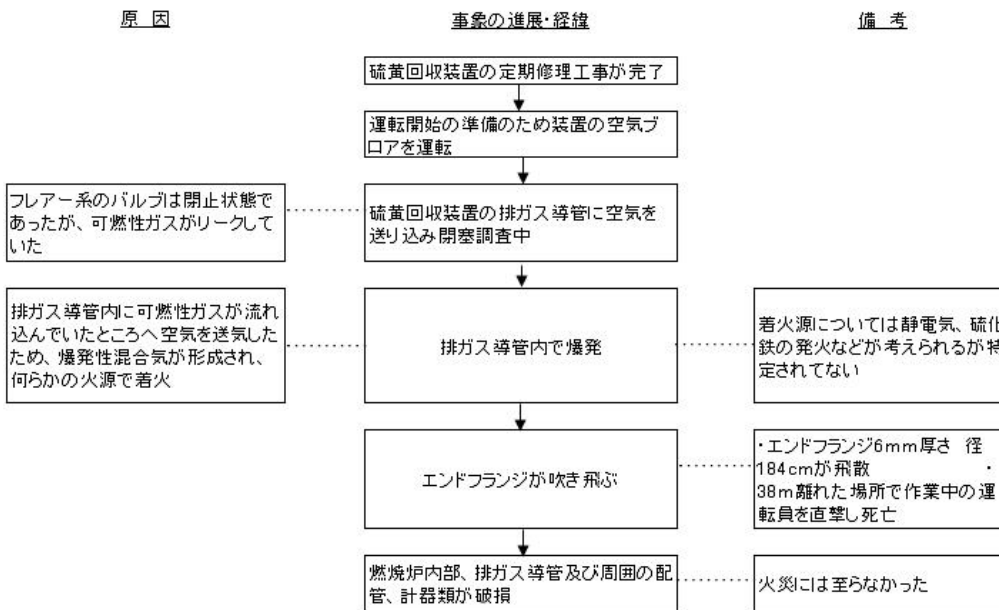 原 因
事象の進展・経緯
備 考
硫黄回収装置の定期修理工事が完了
運転開始の準備のため装置の空気ブ
ロアを運転
フレアー系のバルブは閉止状態で
あったが、可燃性ガスがリークして
いた
硫黄回収装置の排ガス導管に空気を
送り込み閉塞調査中
排ガス導管内に可燃性ガスが流れ
込んでいたところへ空気を送気した
ため、爆発性混合気が形成され、
何らかの火源で着火
排ガス導管内で爆発
着火源については静電気、硫化
鉄の発火などが考えられるが特
定されてない
エンドフランジが吹き飛ぶ
・エンドフランジ6mm厚さ 径
184cmが飛散 ・
38m離れた場所で作業中の運
転員を直撃し死亡
燃焼炉内部、排ガス導管及び周囲の配
管、計器類が破損
火災には至らなかった